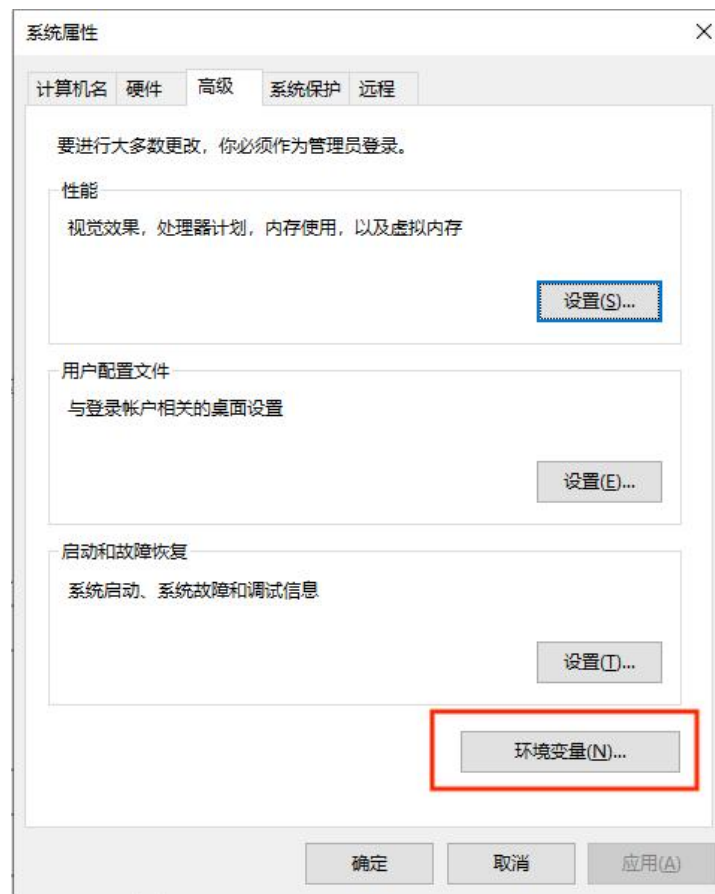 系统属性
计算机名 硬件 高级 系统保护 远程
要进行大多数更改，你必须作为管理员登录。
性能
视觉效果，处理器计划，内存使用，以及虚拟内存
设置(S)...
用户配置文件
与登录帐户相关的桌面设置
设置(E)...
启动和故障恢复
系统启动、系统故障和调试信息
设置(T)...
环境变量(N)...
确定 取消 应用(A)